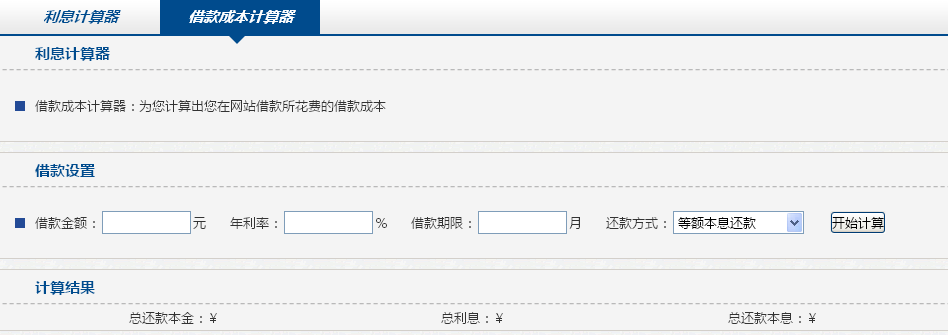 利息计算器 借款成本计算器
利息计算器
借款成本计算器：为您计算出您在网站借款所花费的借款成本
借款设置
借款金额： 元 年利率： % 借款期限： 月 还款方式： 等额本息还款 开始计算
计算结果
总还款本金：¥ 总利息：¥ 总还款本息：¥